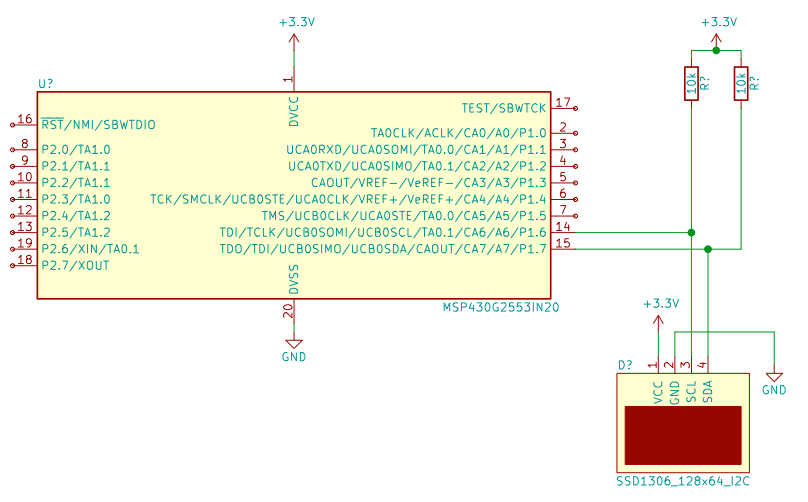 +3.3V
+3.3V
U?
1
DVCC
10k
R?
10k
R?
TEST/SBWTCK 17
16 RST/NMI/SBWTDIO
TA0CLK/ACLK/CA0/A0/P1.0 2
8 P2.0/TA1.0
UCA0RXD/UCA0SOMI/TA0.0/CA1/A1/P1.1 3
9 P2.1/TA1.1
UCA0TXD/UCA0SIMO/TA0.1/CA2/A2/P1.2 4
10 P2.2/TA1.1
CAOUT/VREF-/VeREF-/CA3/A3/P1.3 5
11 P2.3/TA1.0
TCK/SMCLK/UCB0STE/UCA0CLK/VREF+/VeREF+/CA4/A4/P1.4 6
12 P2.4/TA1.2
TMS/UCB0CLK/UCA0STE/TA0.0/CA5/A5/P1.5 7
13 P2.5/TA1.2
TDI/TCLK/UCB0SOMI/UCB0SCL/TA0.1/CA6/A6/P1.6 14
19 P2.6/XIN/TA0.1
TDO/TDI/UCB0SIMO/UCB0SDA/CAOUT/CA7/A7/P1.7 15
18 P2.7/XOUT
DVSS
20
MSP430G2553IN20
GND
+3.3V
D?
1
2
3
4
VCC
GND
SCL
SDA
GND
SSD1306_128x64_I2C